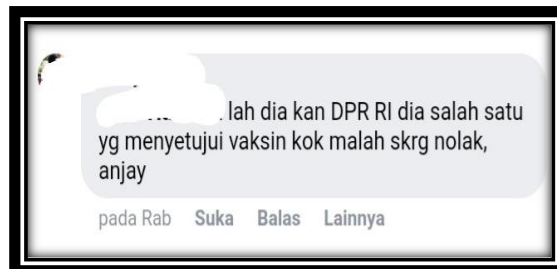 lah dia kan DPR RI dia salah satu
yg menyetujui vaksin kok malah skrg nolak,
anjay
pada Rab Suka Balas Lainnya